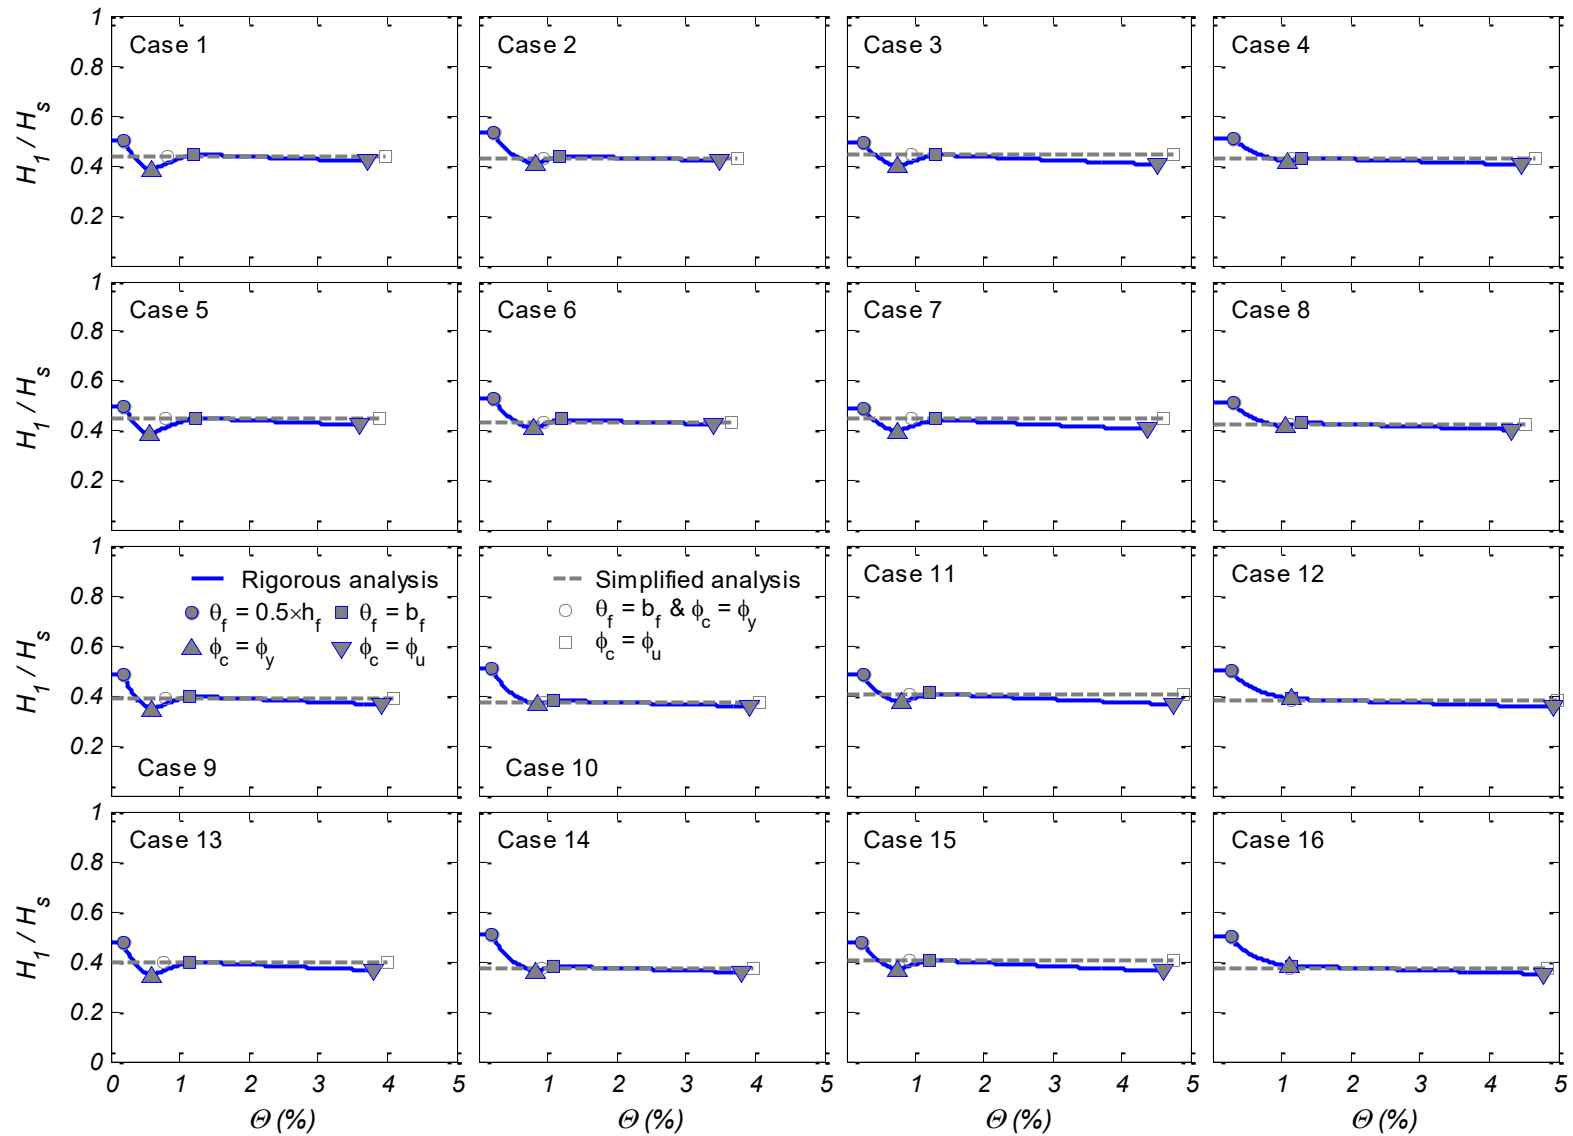 1
Case 1
Case 2
Case 3
Case 4
0.8
0.6
0.4
0.2
H1 / Hs
1
Case 5
Case 6
Case 7
Case 8
0.8
0.6
0.4
0.2
H1 / Hs
1
Rigorous analysis
θf = 0.5×hf
θf = bf
ϕc = ϕy
ϕc = ϕu
Case 9
Simplified analysis
θf = bf & ϕc = ϕy
ϕc = ϕu
Case 10
Case 11
Case 12
0.8
0.6
0.4
0.2
H1 / Hs
1
Case 13
Case 14
Case 15
Case 16
0.8
0.6
0.4
0.2
0
H1 / Hs
0 1 2 3 4 5 1 2 3 4 5 1 2 3 4 5 1 2 3 4 5
Θ (%) Θ (%) Θ (%) Θ (%)